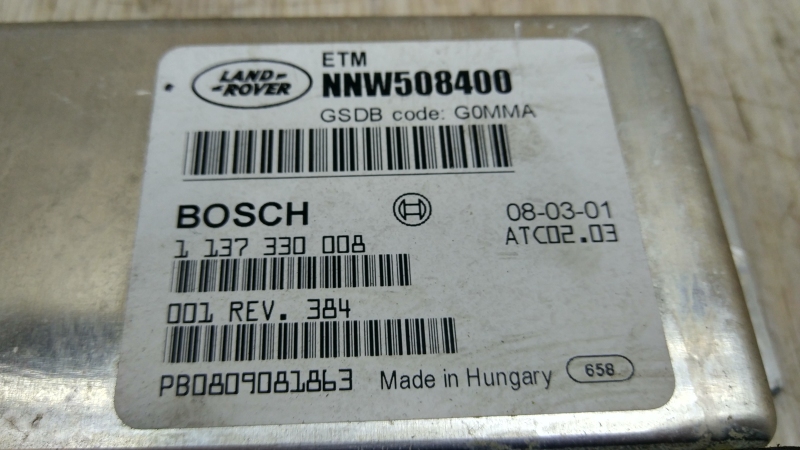 LAND-
-ROVER
ETM
NNW508400
GSDB code: G0MMA
BOSCH
08-03-01
1 137 330 008
ATC02.03
001 REV. 384
PB0809081863
Made in Hungary
658